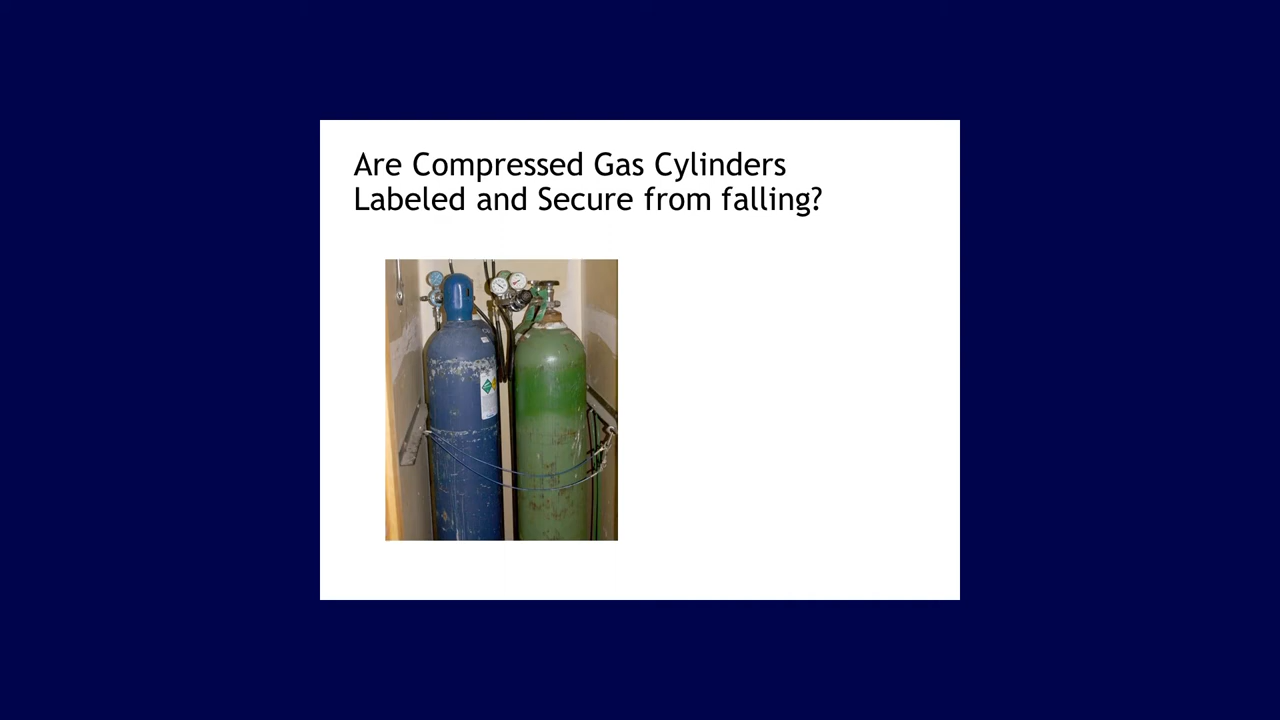 Are Compressed Gas Cylinders
Labeled and Secure from falling?